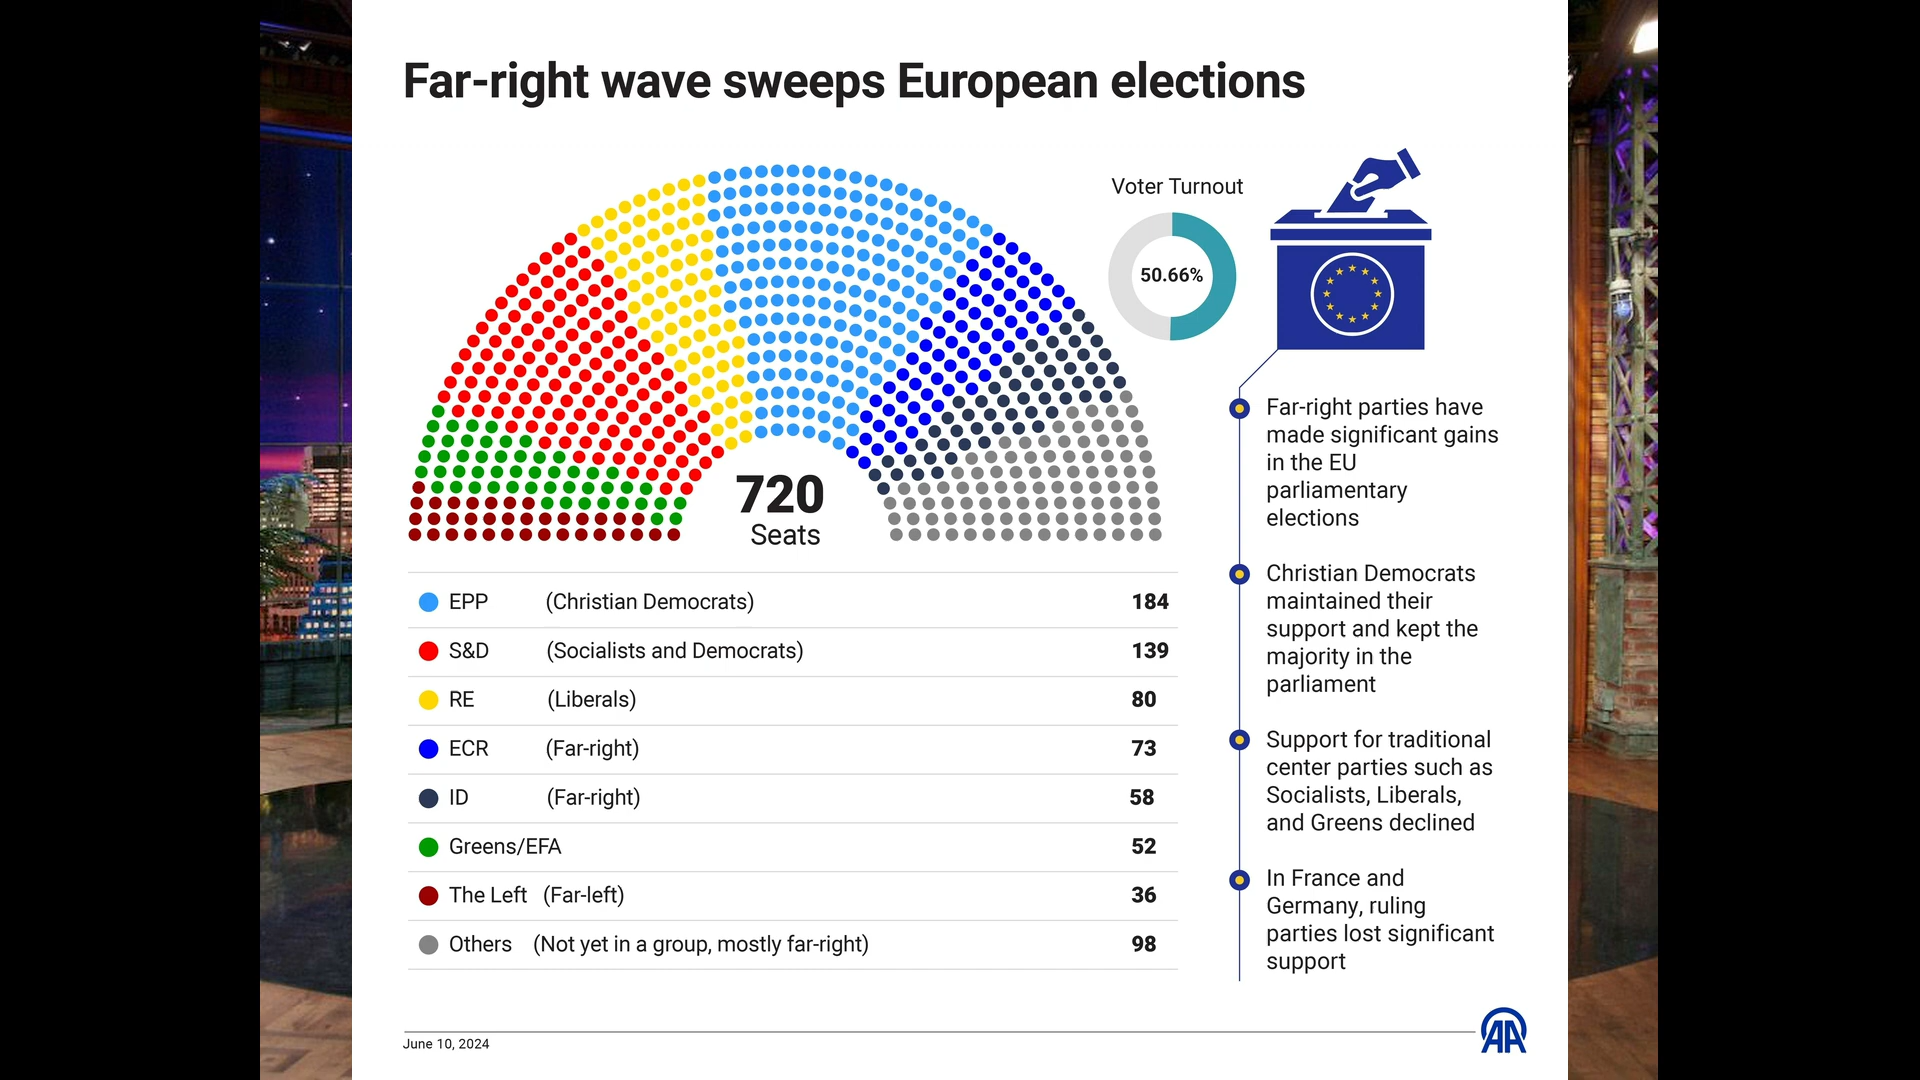 Far-right wave sweeps European elections
Voter Turnout
50.66%
720
Seats
EPP (Christian Democrats) 184
S&D (Socialists and Democrats) 139
RE (Liberals) 80
ECR (Far-right) 73
ID (Far-right) 58
Greens/EFA 52
The Left (Far-left) 36
Others (Not yet in a group, mostly far-right) 98
Far-right parties have
made significant gains
in the EU
parliamentary
elections
Christian Democrats
maintained their
support and kept the
majority in the
parliament
Support for traditional
center parties such as
Socialists, Liberals,
and Greens declined
In France and
Germany, ruling
parties lost significant
support
June 10, 2024
AA